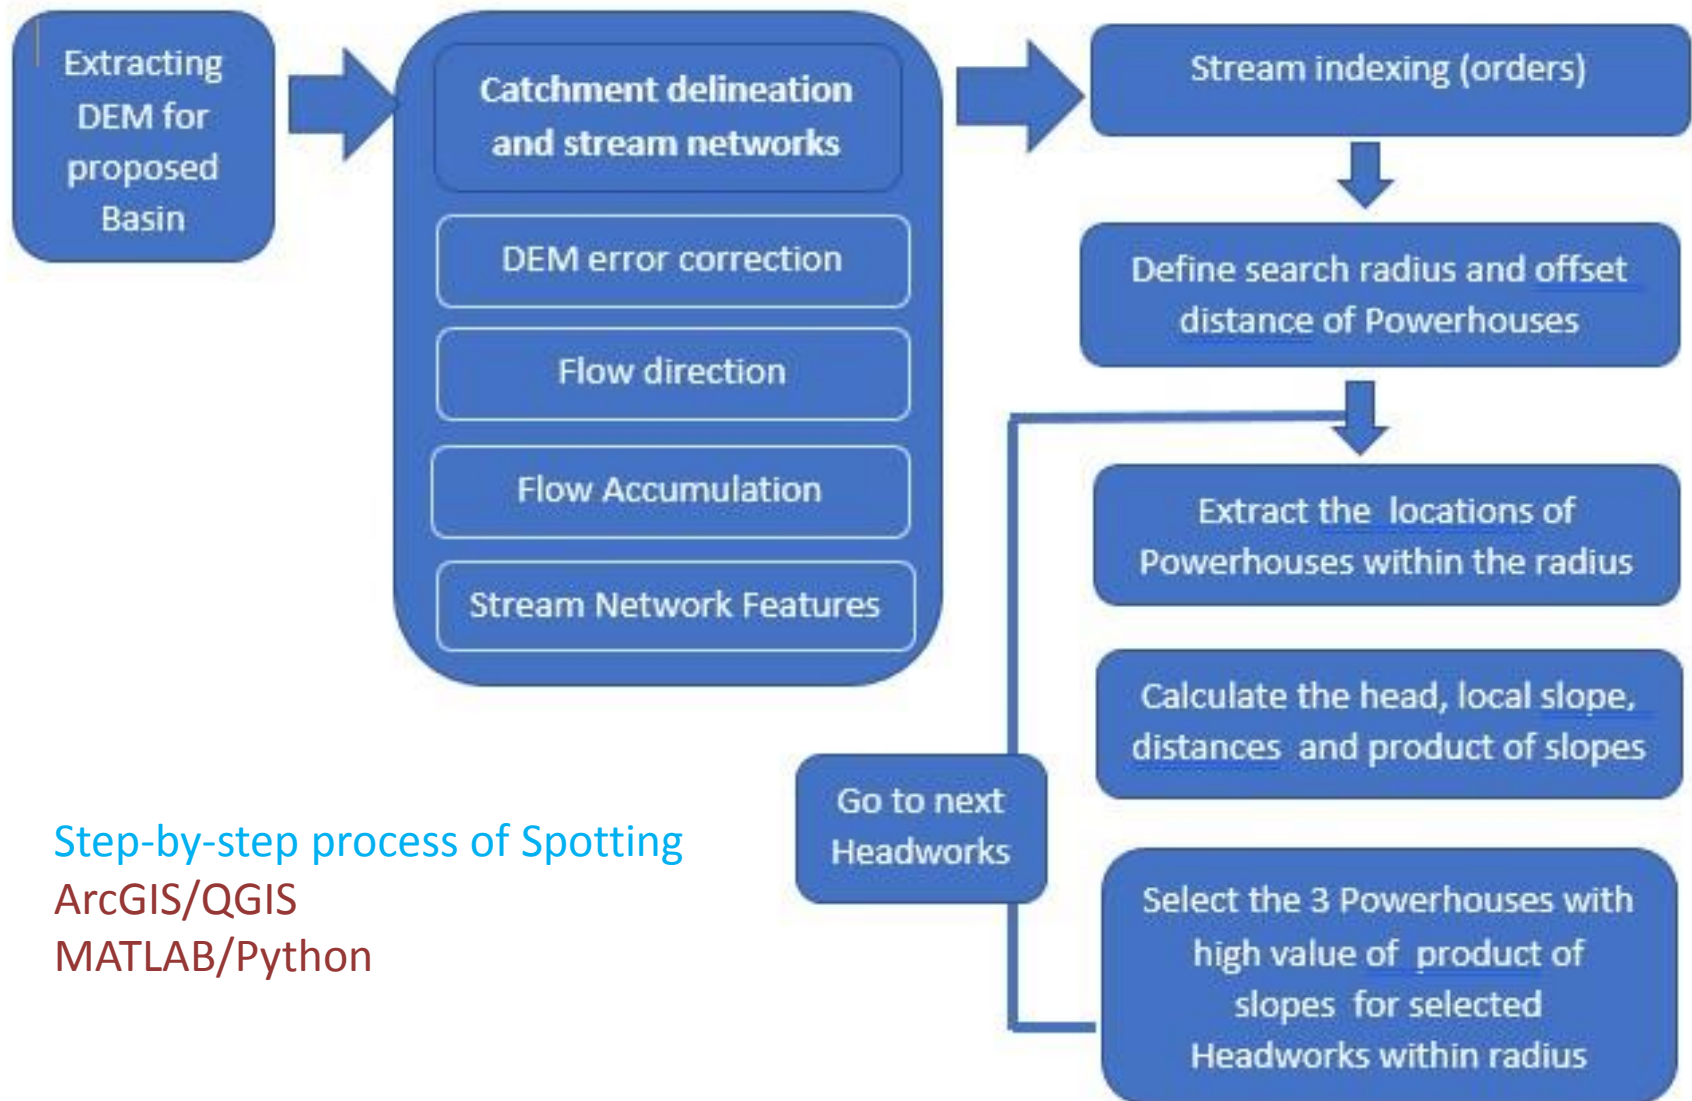 Extracting
DEM for
proposed
Basin
Catchment delineation
and stream networks
DEM error correction
Flow direction
Flow Accumulation
Stream Network Features
Stream indexing (orders)
Define search radius and offset
distance of Powerhouses
Extract the locations of
Powerhouses within the radius
Calculate the head, local slope,
distances and product of slopes
Select the 3 Powerhouses with
high value of product of
slopes for selected
Headworks within radius
Go to next
Headworks
Step-by-step process of Spotting
ArcGIS/QGIS
MATLAB/Python